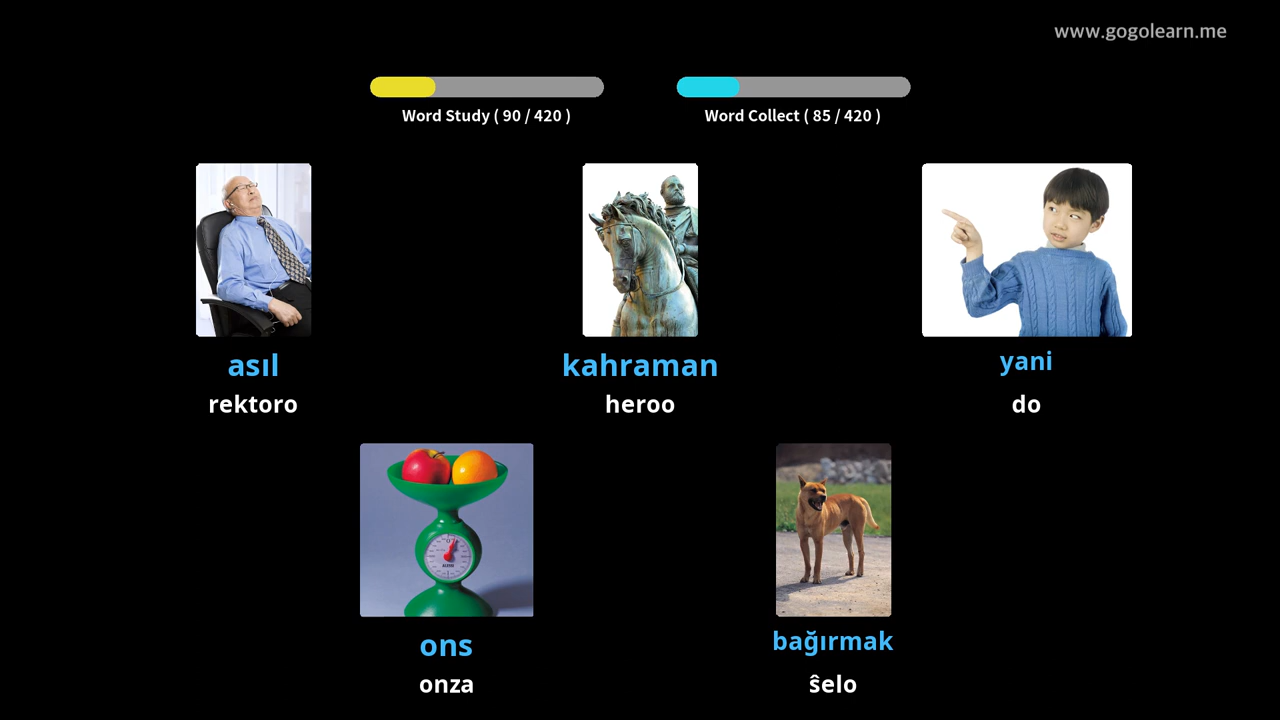 www.gogolearn.me
Word Study ( 90 / 420 )
Word Collect ( 85 / 420 )
asıl
kahraman
yani
rektoro
heroo
do
ons
bağırmak
onza
ŝelo